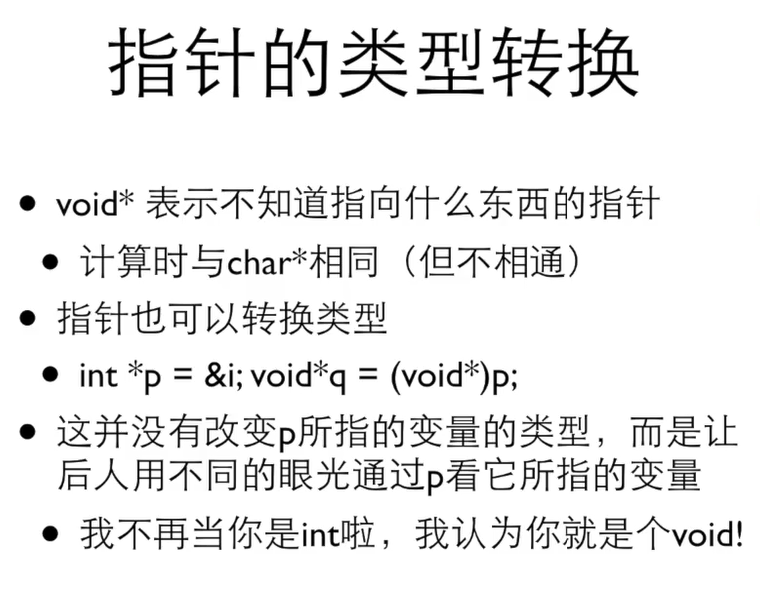 指针的类型转换
void* 表示不知道指向什么东西的指针
计算时与char*相同（但不相通）
指针也可以转换类型
int *p = &i; void*q = (void*)p;
这并没有改变p所指的变量的类型，而是让
后人用不同的眼光通过p看它所指的变量
我不再当你是int啦，我认为你就是个void!